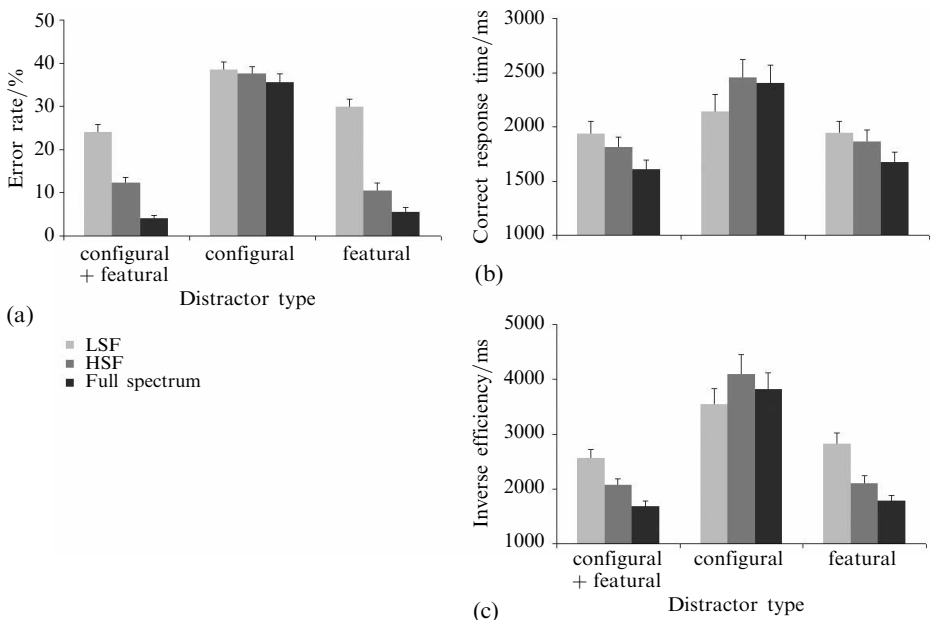 50
40
30
20
10
0
Error rate/%
configural + featural
configural
featural
Distractor type
(a)
LSF
HSF
Full spectrum
3000
2500
2000
1500
1000
Correct response time/ms
(b)
5000
4000
3000
2000
1000
Inverse efficiency/ms
configural + featural
configural
featural
Distractor type
(c)